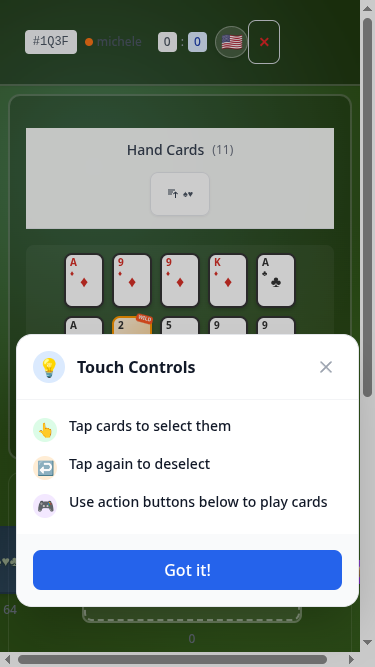 #1Q3F michele 0 : 0
Hand Cards (11)
A 9 9 K A
A 2 5 9 9
WILD
Touch Controls
Tap cards to select them
Tap again to deselect
Use action buttons below to play cards
Got it!
64
0